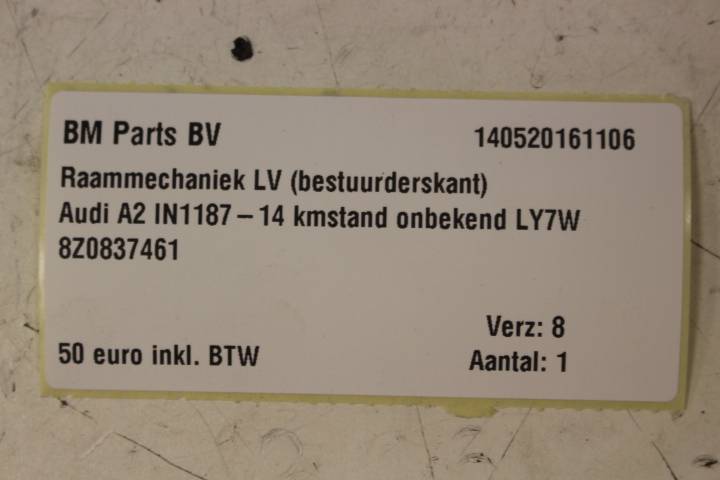 BM Parts BV 140520161106
Raammechaniek LV (bestuurderskant)
Audi A2 IN1187 – 14 kmstand onbekend LY7W
8Z0837461
Verz: 8
50 euro inkl. BTW Aantal: 1